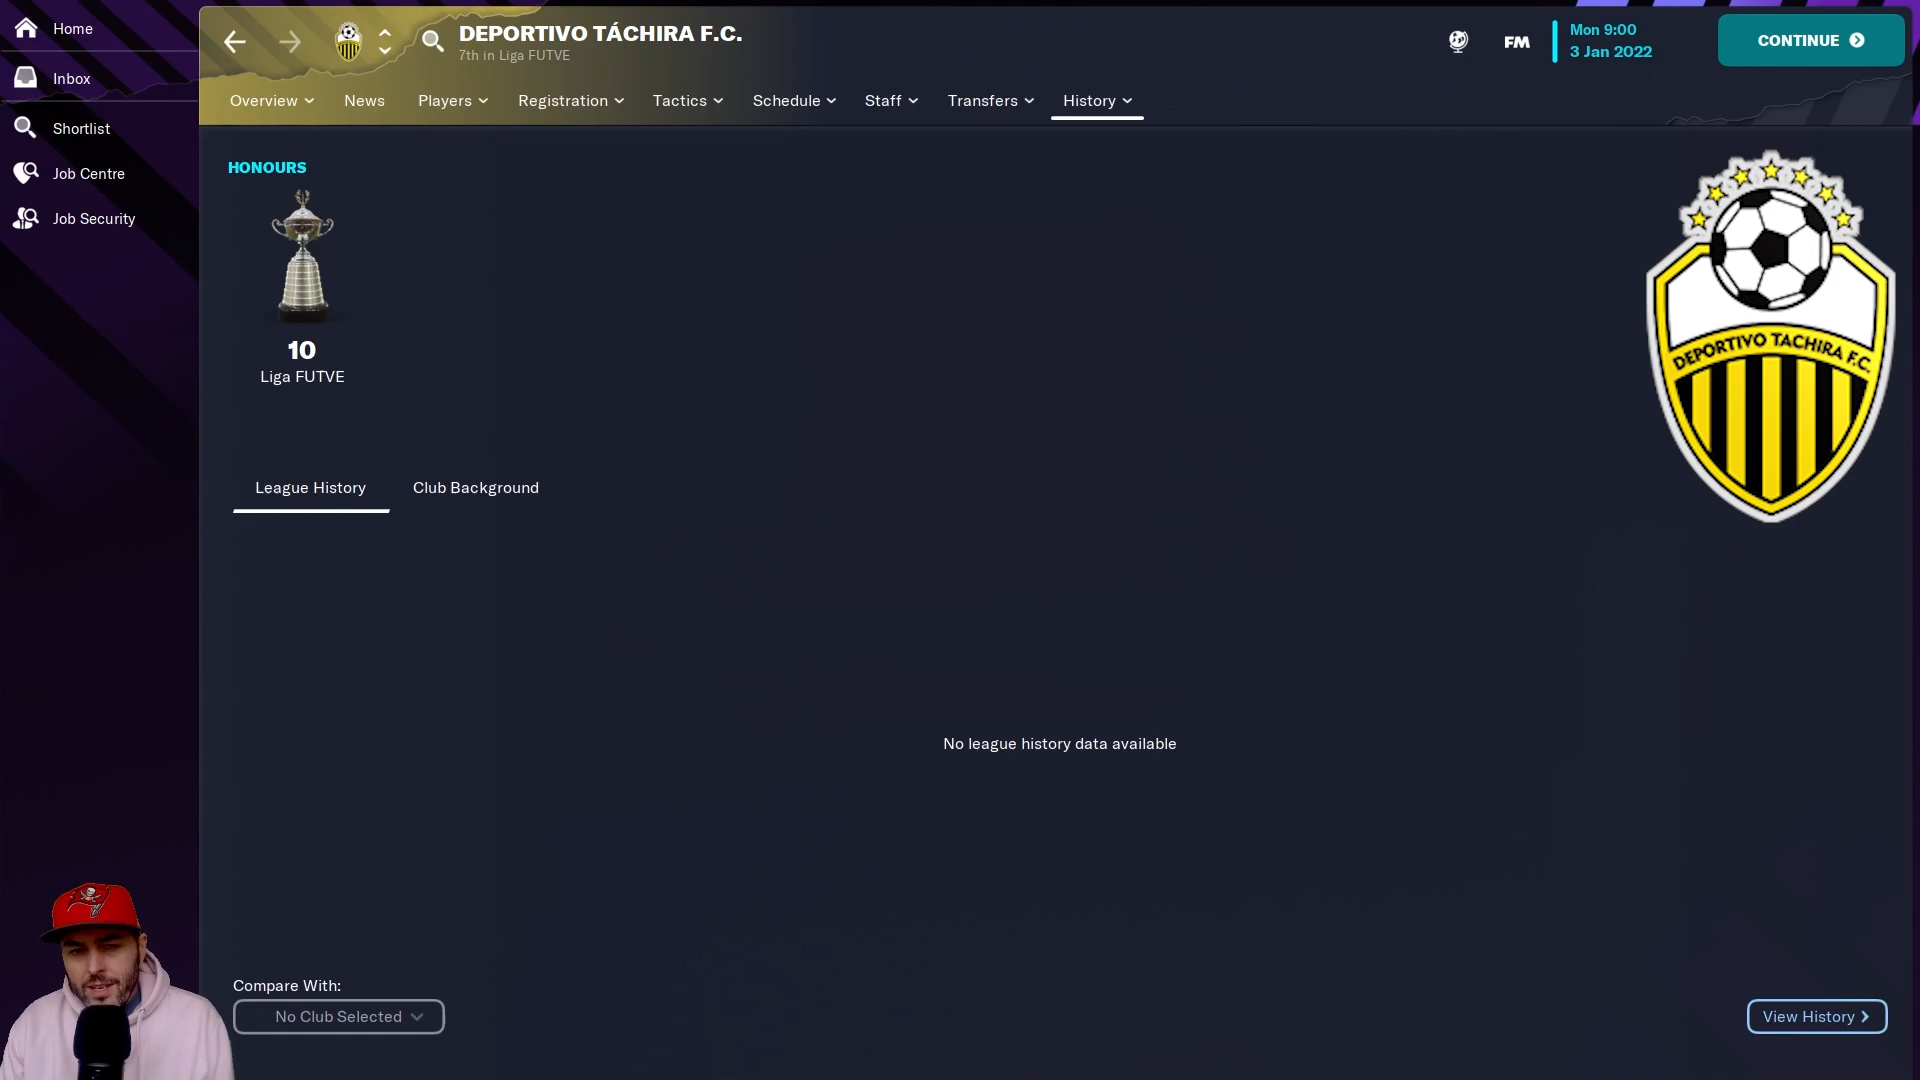 Home
Inbox
Shortlist
Job Centre
Job Security
DEPORTIVO TÁCHIRA F.C.
7th in Liga FUTVE
FM
Mon 9:00
3 Jan 2022
CONTINUE
Overview
News
Players
Registration
Tactics
Schedule
Staff
Transfers
History
HONOURS
10
Liga FUTVE
DEPORTIVO TACHIRA F.C.
League History
Club Background
No league history data available
Compare With:
No Club Selected
View History